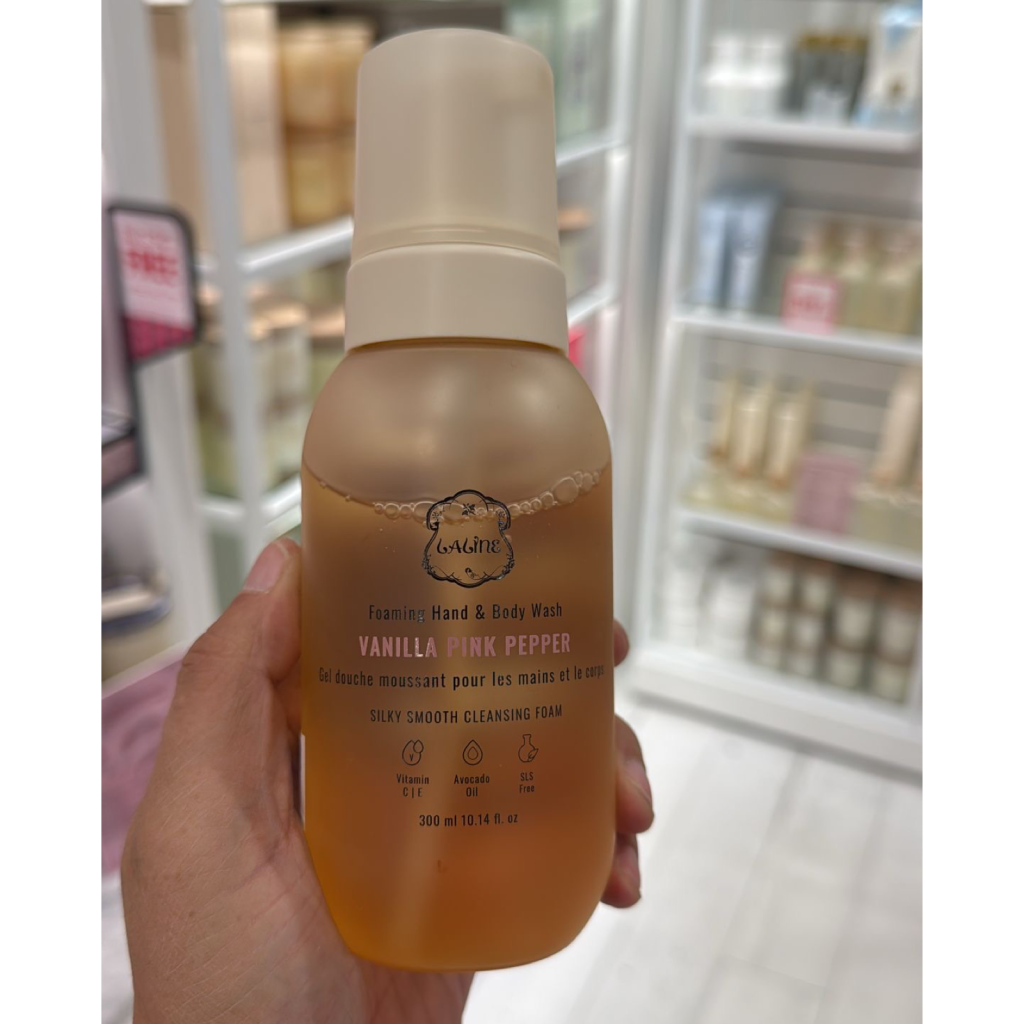 FREE
LALINE
Foaming Hand & Body Wash
VANILLA PINK PEPPER
Gel douche moussant pour les mains et le corps
SILKY SMOOTH CLEANSING FOAM
V
Vitamin
C | E
Avocado
Oil
SLS
Free
300 ml 10.14 fl. oz